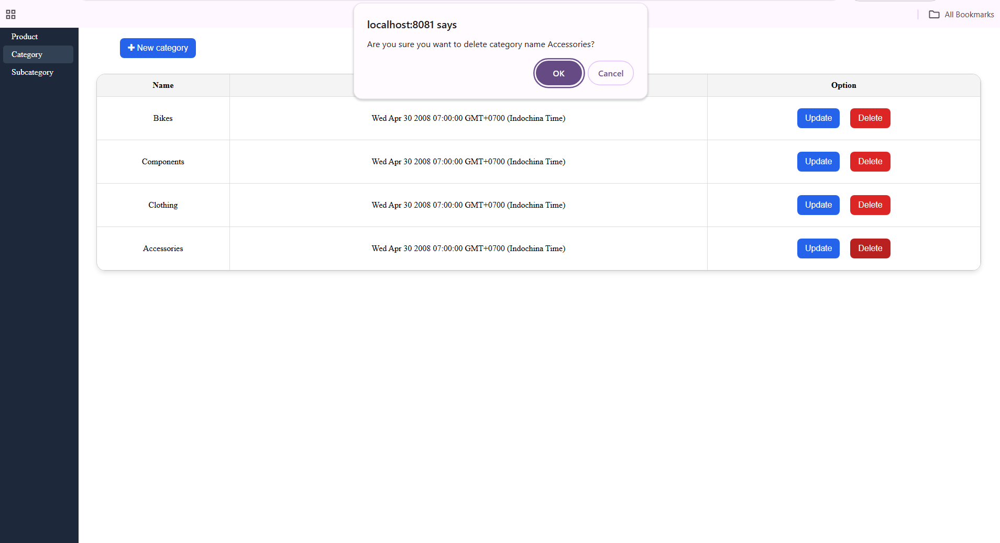 All Bookmarks
localhost:8081 says
Are you sure you want to delete category name Accessories?
OK Cancel
Product
Category
Subcategory
New category
Name Option
Bikes Wed Apr 30 2008 07:00:00 GMT+0700 (Indochina Time) Update Delete
Components Wed Apr 30 2008 07:00:00 GMT+0700 (Indochina Time) Update Delete
Clothing Wed Apr 30 2008 07:00:00 GMT+0700 (Indochina Time) Update Delete
Accessories Wed Apr 30 2008 07:00:00 GMT+0700 (Indochina Time) Update Delete